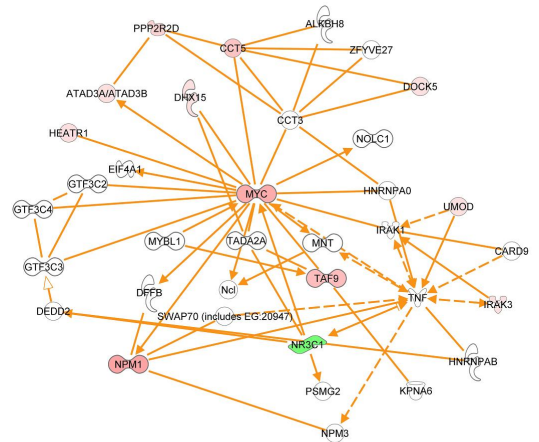 ALKBH8
PPP2R2D
CCT5
ZFYVE27
ATAD3A/ATAD3B
DHX15
DOCK5
CCT3
HEATR1
NOLC1
EIF4A1
GTF3C2
MYC
HNRNPA0
GTF3C4
UMOD
IRAK1
MYBL1
TADA2A
MNT
CARD9
GTF3C3
TAF9
DFFB
Ncl
TNF
DEDD2
SWAP70 (includes EG:20947)
IRAK3
NR3C1
NPM1
HNRNPAB
PSMG2
KPNA6
NPM3